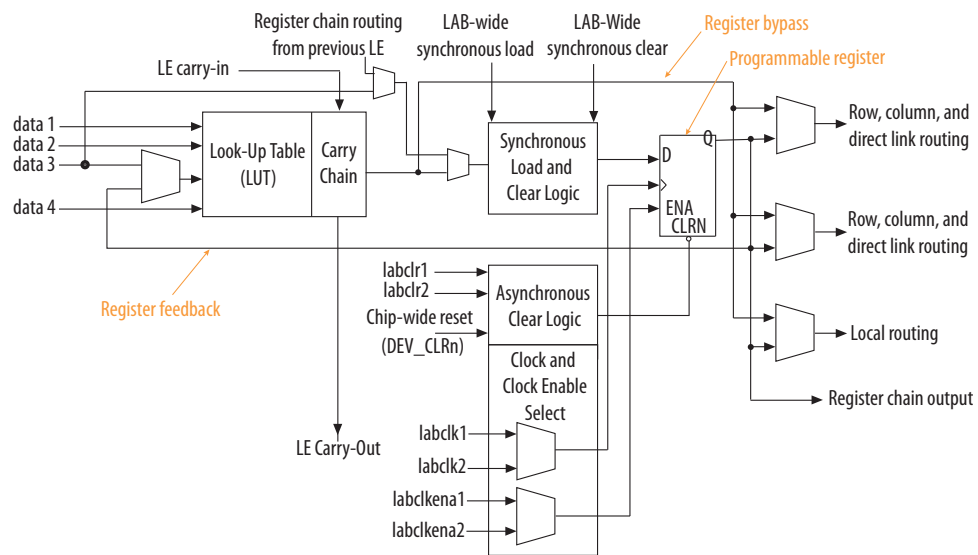 Register chain routing
from previous LE
LAB-wide
synchronous load
LAB-Wide
synchronous clear
Register bypass
Programmable register
LE carry-in
data 1
data 2
data 3
data 4
Look-Up Table
(LUT)
Carry
Chain
Synchronous
Load and
Clear Logic
D
Q
ENA
CLRN
Row, column, and
direct link routing
Row, column, and
direct link routing
Local routing
Register chain output
Register feedback
labclr1
labclr2
Chip-wide reset
(DEV_CLRn)
Asynchronous
Clear Logic
Clock and
Clock Enable
Select
LE Carry-Out
labclk1
labclk2
labclkena1
labclkena2